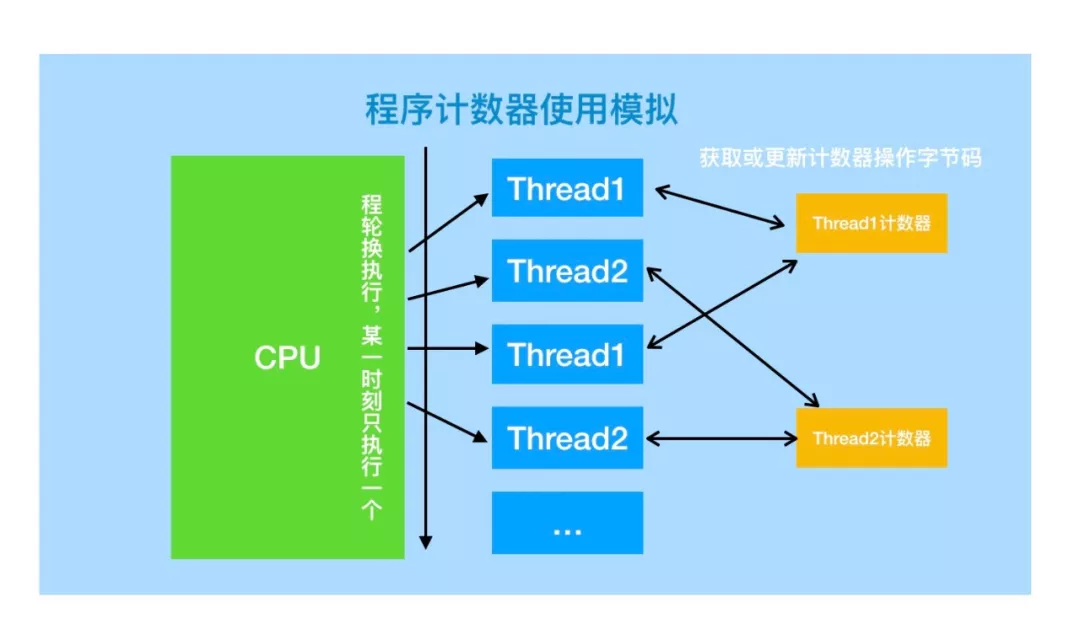 程序计数器使用模拟
获取或更新计数器操作字节码
CPU
程轮换执行，某一时刻只执行一个
Thread1
Thread2
Thread1
Thread2
...
Thread1计数器
Thread2计数器